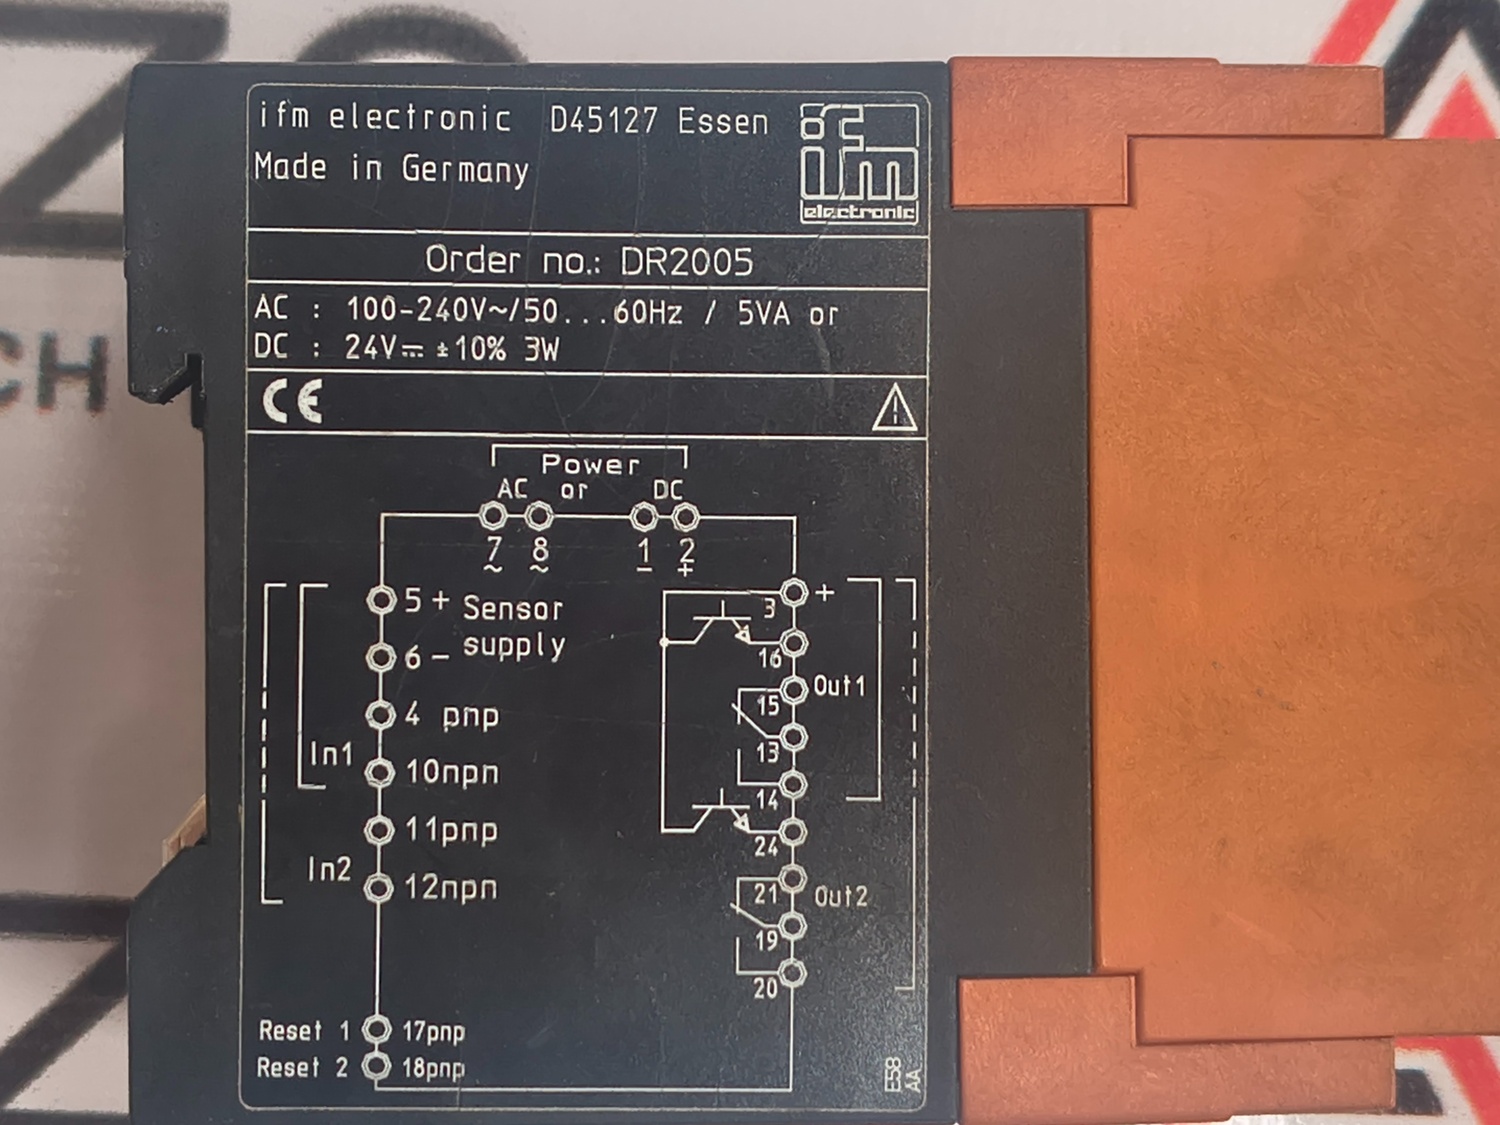 ifm electronic D45127 Essen
Made in Germany
ifm
electronic
Order no.: DR2005
AC : 100-240V~/50...60Hz / 5VA or
DC : 24V⎓ ±10% 3W
CE
Power
AC or DC
7 8 1 2
~ ~ - +
5 + Sensor
6 - supply
4 pnp
In1
10npn
11pnp
In2
12npn
Reset 1 17pnp
Reset 2 18pnp
3 +
16
Out1
15
13
14
24
21
Out2
19
20
E58
AA
CH